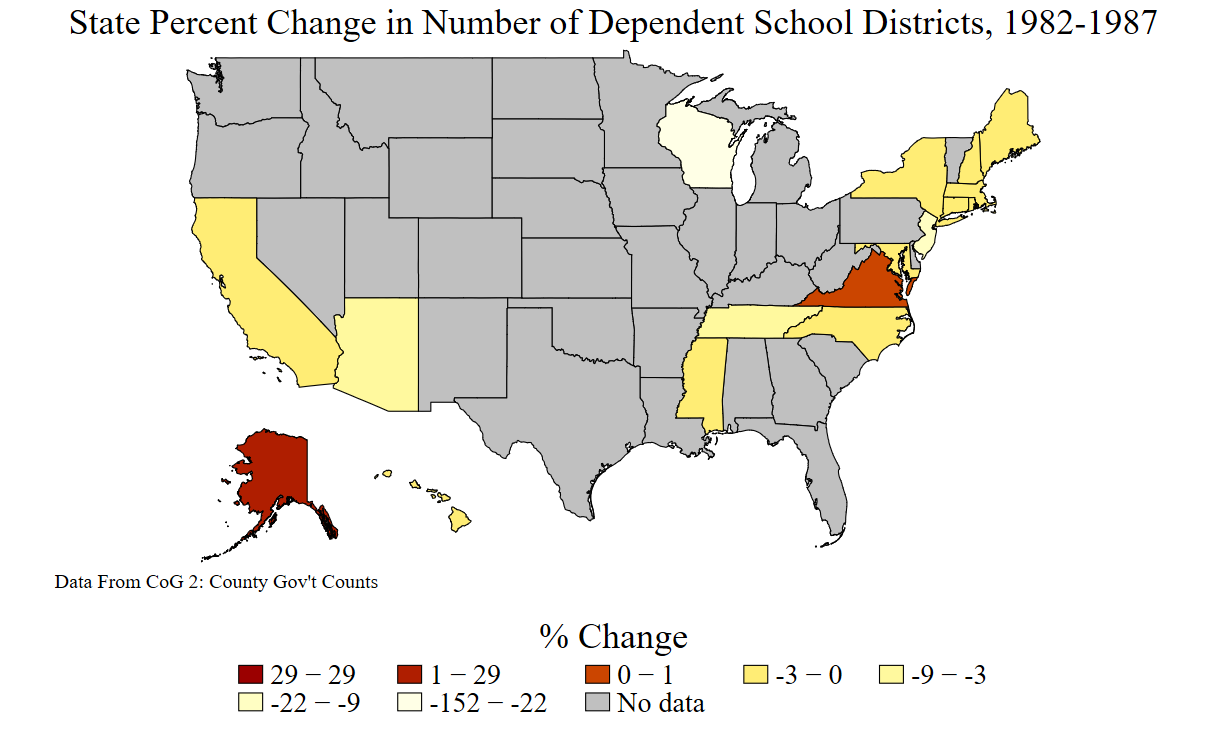 State Percent Change in Number of Dependent School Districts, 1982-1987
Data From CoG 2: County Gov't Counts
% Change
29 − 29 1 − 29 0 − 1 -3 − 0 -9 − -3
-22 − -9 -152 − -22 No data